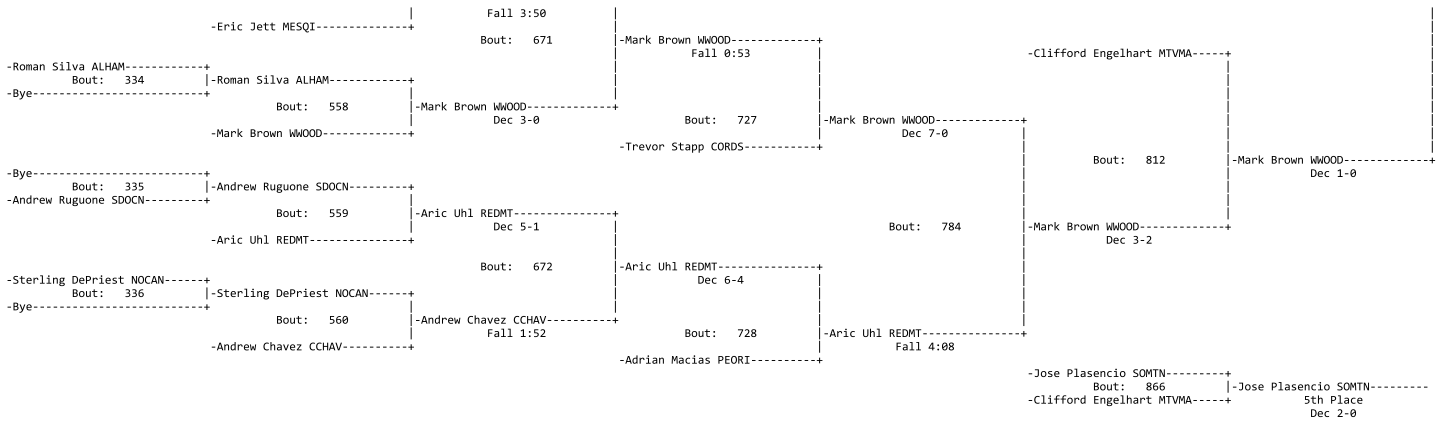 Fall 3:50
-Eric Jett MESQI---------------+
Bout: 671 |-Mark Brown WWOOD-------------+
Fall 0:53 -Clifford Engelhart MTVMA-----+
-Roman Silva ALHAM------------+
Bout: 334 |-Roman Silva ALHAM------------+
-Bye--------------------------+
Bout: 558 |-Mark Brown WWOOD-------------+
Dec 3-0 Bout: 727 |-Mark Brown WWOOD-------------+
-Mark Brown WWOOD-------------+ Dec 7-0
-Trevor Stapp CORDS-----------+
Bout: 812 |-Mark Brown WWOOD-------------+
-Bye--------------------------+ Dec 1-0
Bout: 335 |-Andrew Ruguone SDOCN---------+
-Andrew Ruguone SDOCN---------+
Bout: 559 |-Aric Uhl REDMT---------------+
Dec 5-1 Bout: 784 |-Mark Brown WWOOD-------------+
-Aric Uhl REDMT---------------+ Dec 3-2
Bout: 672 |-Aric Uhl REDMT---------------+
-Sterling DePriest NOCAN------+ Dec 6-4
Bout: 336 |-Sterling DePriest NOCAN------+
-Bye--------------------------+
Bout: 560 |-Andrew Chavez CCHAV----------+
Fall 1:52 Bout: 728 |-Aric Uhl REDMT---------------+
-Andrew Chavez CCHAV----------+ Fall 4:08
-Adrian Macias PEORI----------+
-Jose Plasencio SOMTN---------+
Bout: 866 |-Jose Plasencio SOMTN---------
-Clifford Engelhart MTVMA-----+ 5th Place
Dec 2-0